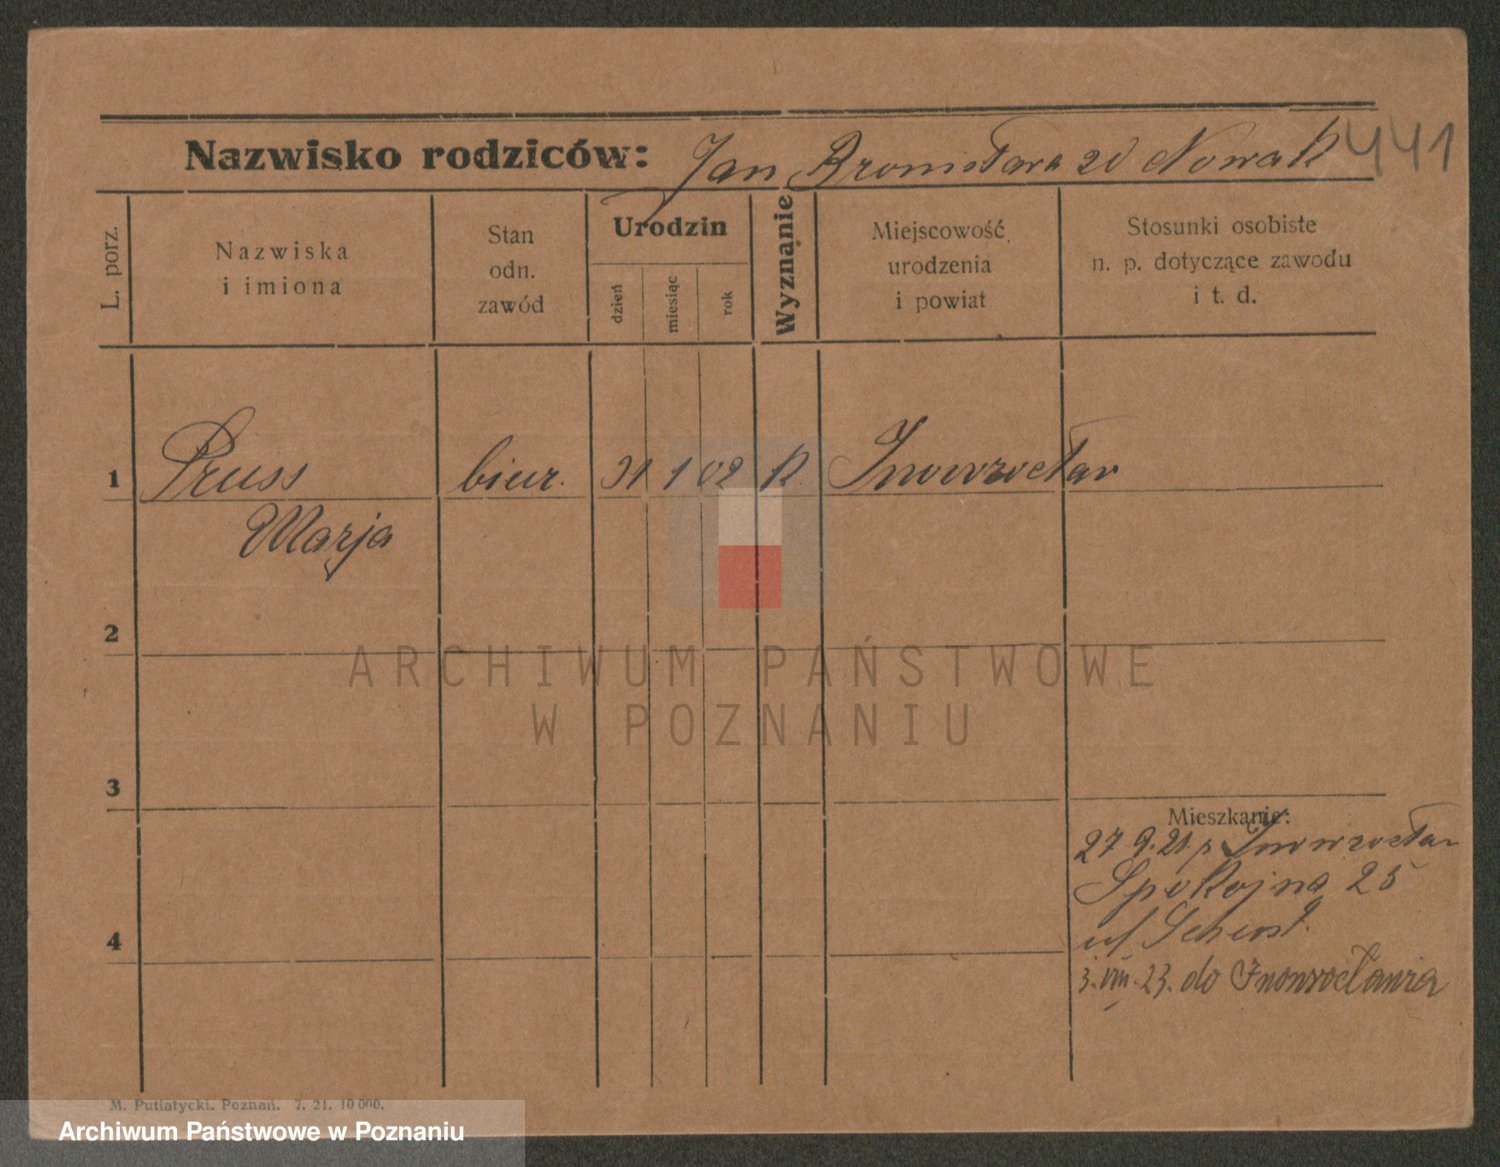 Nazwisko rodziców: Jan Bronisława zd Nowak 441
L. porz.
Nazwiska
i imiona
Stan
odn.
zawód
Urodzin
dzień
miesiąc
rok
Wyznanie
Miejscowość
urodzenia
i powiat
Stosunki osobiste
n. p. dotyczące zawodu
i t. d.
1 Pruss biur. 31 1 02 R. Inowrocław
Marja
2
ARCHIWUM PAŃSTWOWE
W POZNANIU
3
Mieszkanie:
27 9.21 p Inowrocław
Spokojna 25
4
3. VIII. 23. do Inowrocławia
M. Putiatycki. Poznań. 7. 21. 10 000.
Archiwum Państwowe w Poznaniu